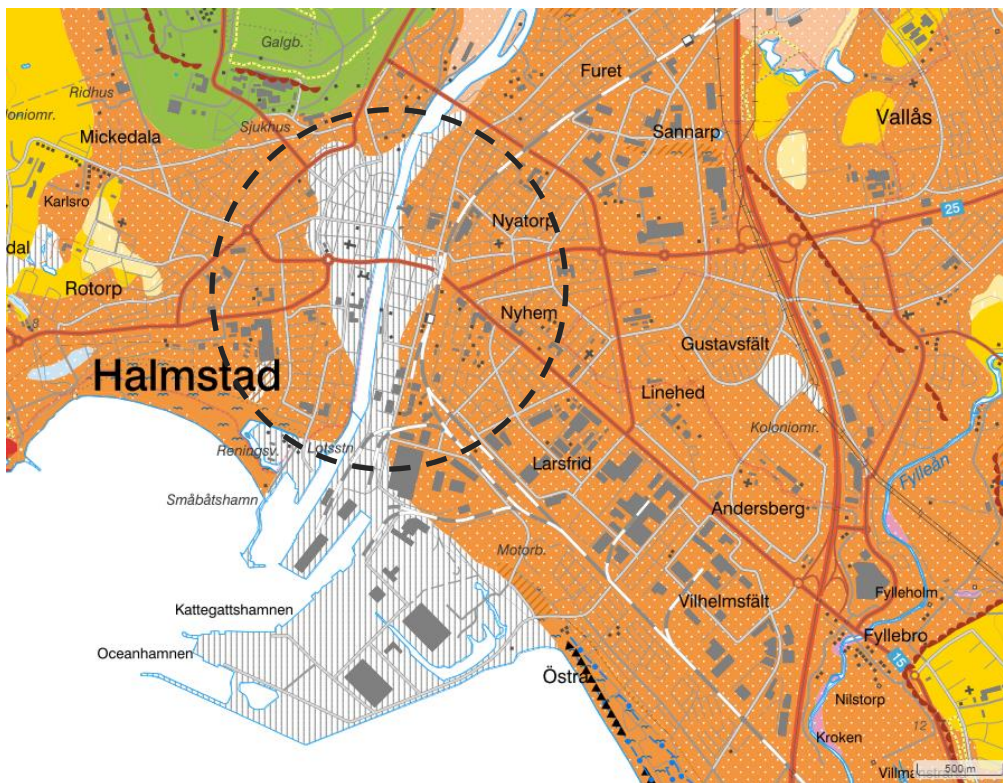 Galgb.
Furet
Ridhus
oniomr.
Mickedala
Sjukhus
Sannarp
Vallås
Karlsro
25
Nyatorp
dal
Rotorp
Nyhem
8
Gustavsfält
Halmstad
Linehed
Koloniomr.
Reningsv.
Lotsstn
Larsfrid
Fylleån
Småbåtshamn
Andersberg
Motorb.
Kattegattshamnen
Vilhelmsfält
Fylleholm
Fyllebro
Oceanhamnen
15
Östra
Nilstorp
12
Kroken
500 m